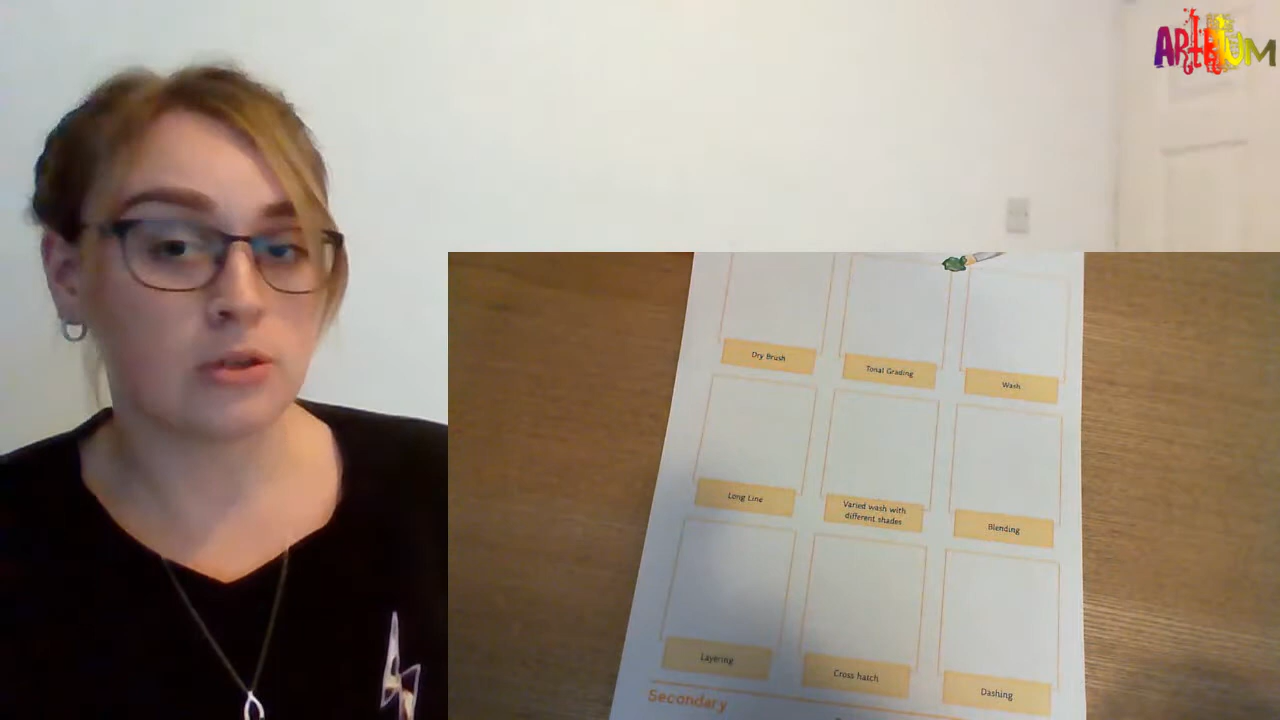 ARTRIUM
Dry Brush
Tonal Grading
Wash
Long Line
Varied wash with
different shades
Blending
Layering
Cross hatch
Dashing
Secondary